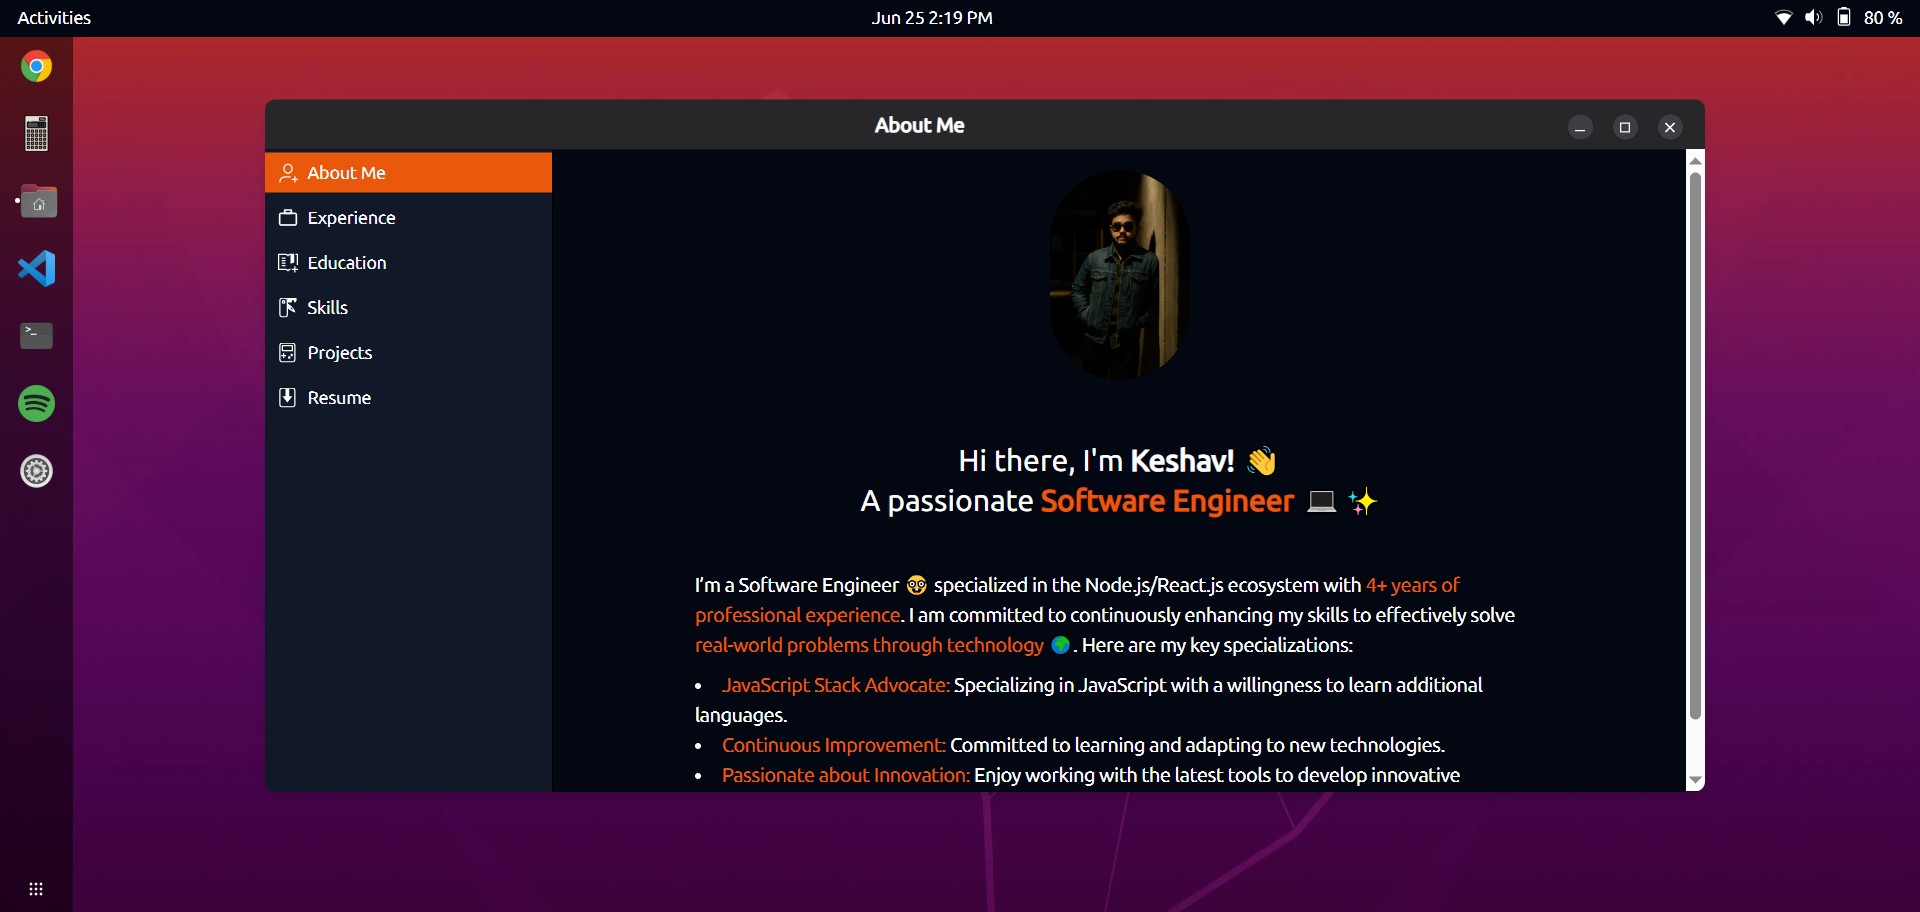 Activities
Jun 25 2:19 PM
80 %
About Me
About Me
Experience
Education
Skills
Projects
Resume
Hi there, I'm Keshav! 👋
A passionate Software Engineer 💻 ✨
I’m a Software Engineer 🤓 specialized in the Node.js/React.js ecosystem with 4+ years of
professional experience. I am committed to continuously enhancing my skills to effectively solve
real-world problems through technology 🌍. Here are my key specializations:
• JavaScript Stack Advocate: Specializing in JavaScript with a willingness to learn additional
languages.
• Continuous Improvement: Committed to learning and adapting to new technologies.
• Passionate about Innovation: Enjoy working with the latest tools to develop innovative